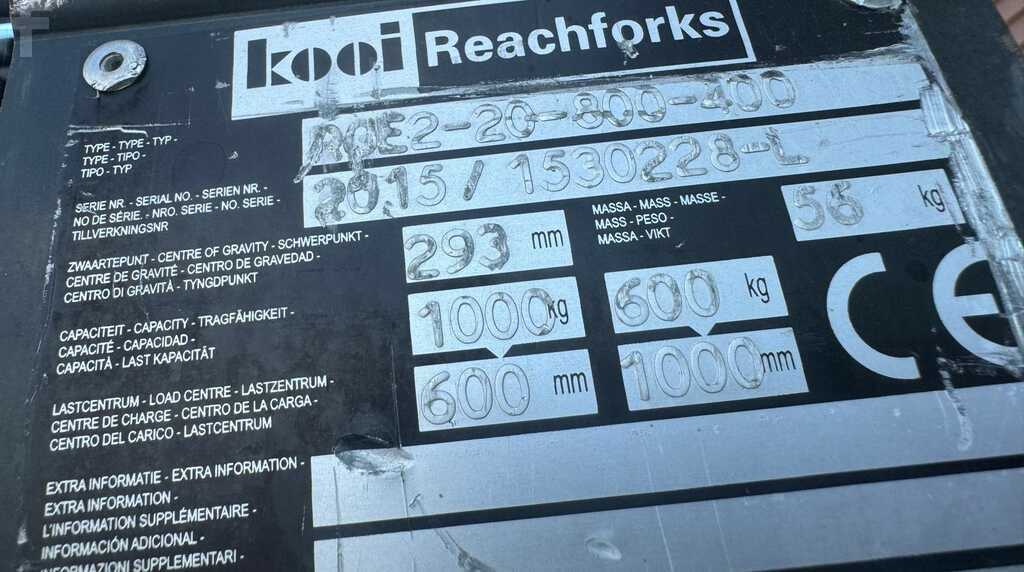 kooi Reachforks
TYPE - TYPE - TYP -
TYPE - TIPO -
TIPO - TYP
E2-20-800-400
SERIE NR. - SERIAL NO. - SERIEN NR. -
NO DE SÉRIE. - NRO. SERIE - NO. SERIE -
TILLVERKNINGSNR
2015 / 1530228-L
MASSA - MASS - MASSE -
MASS - PESO -
MASSA - VIKT
56 kg
ZWAARTEPUNT - CENTRE OF GRAVITY - SCHWERPUNKT -
CENTRE DE GRAVITÉ - CENTRO DE GRAVEDAD -
CENTRO DI GRAVITÀ - TYNGDPUNKT
293 mm
CAPACITEIT - CAPACITY - TRAGFÄHIGKEIT -
CAPACITÉ - CAPACIDAD -
CAPACITÀ - LAST KAPACITÄT
1000 kg 600 kg
LASTCENTRUM - LOAD CENTRE - LASTZENTRUM -
CENTRE DE CHARGE - CENTRO DE LA CARGA -
CENTRO DEL CARICO - LASTCENTRUM
600 mm 1000 mm
CE
EXTRA INFORMATIE - EXTRA INFORMATION -
EXTRA INFORMATION -
L'INFORMATION SUPPLÉMENTAIRE -
INFORMACIÓN ADICIONAL -
INFORMAZIONI SUPPLEMENTARI -